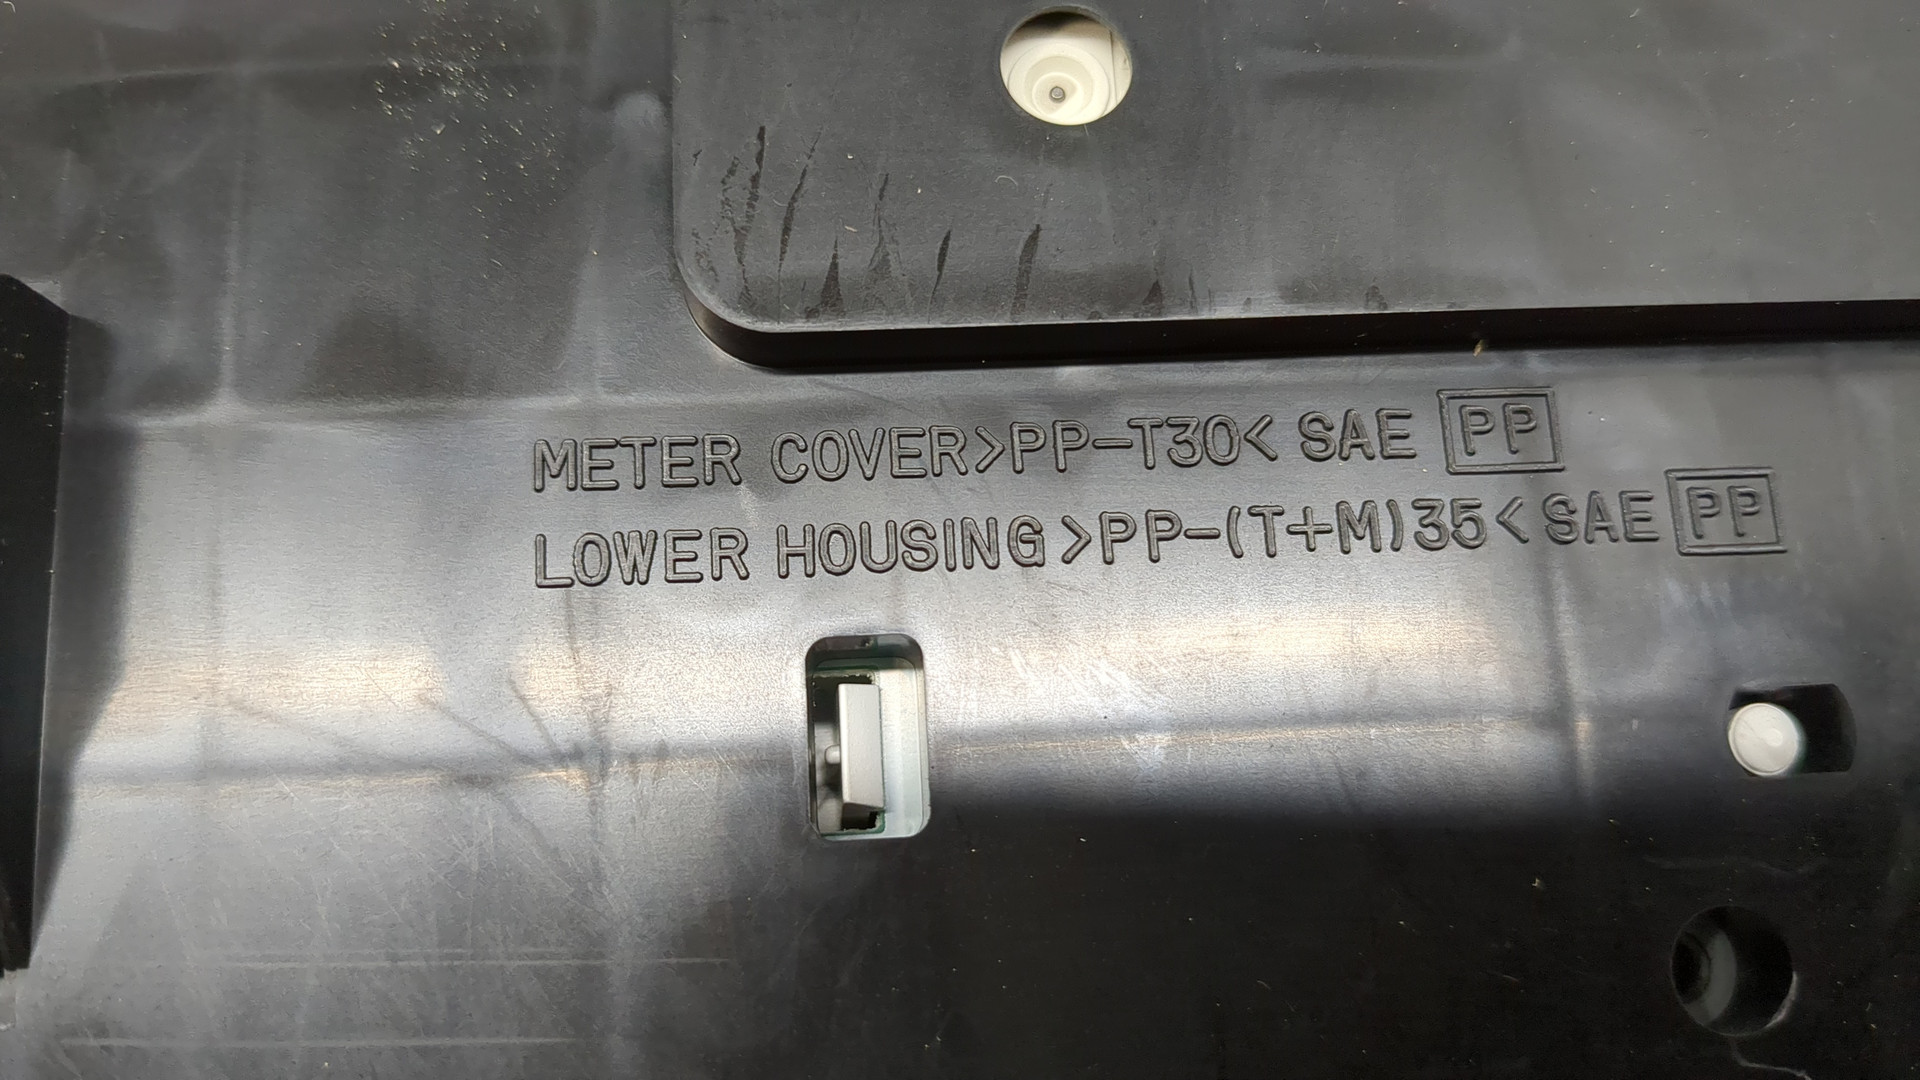 METER COVER>PP-T30< SAE PP
LOWER HOUSING>PP-(T+M)35< SAE PP